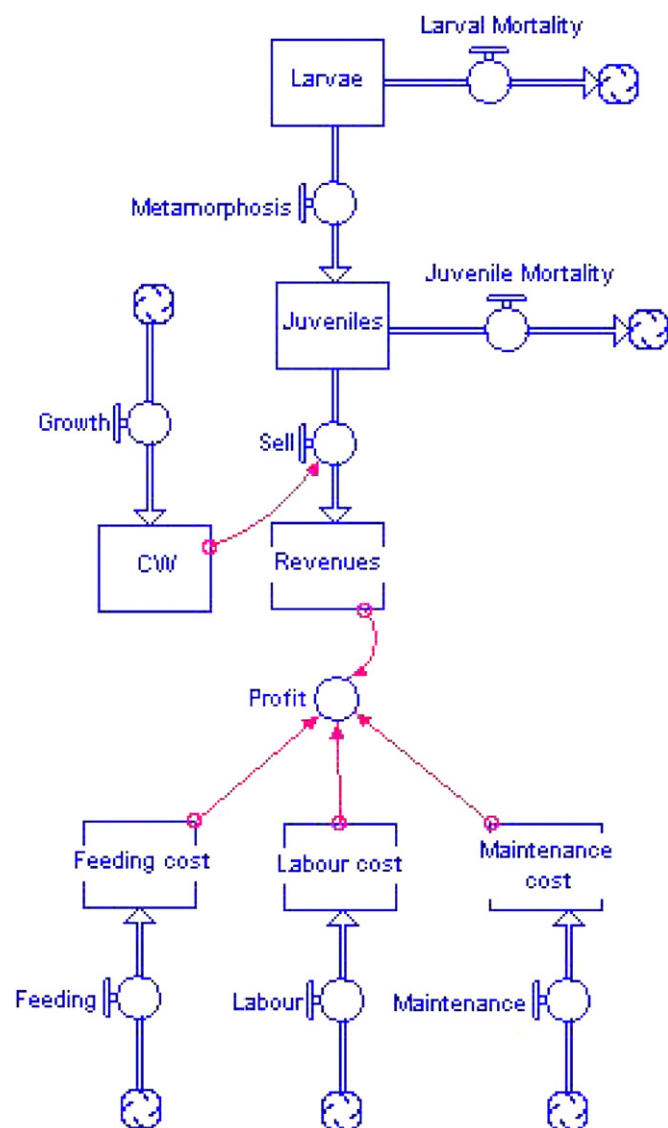 Larval Mortality
Larvae
Metamorphosis
Juvenile Mortality
Juveniles
Growth
Sell
CW
Revenues
Profit
Feeding cost
Labour cost
Maintenance
cost
Feeding
Labour
Maintenance